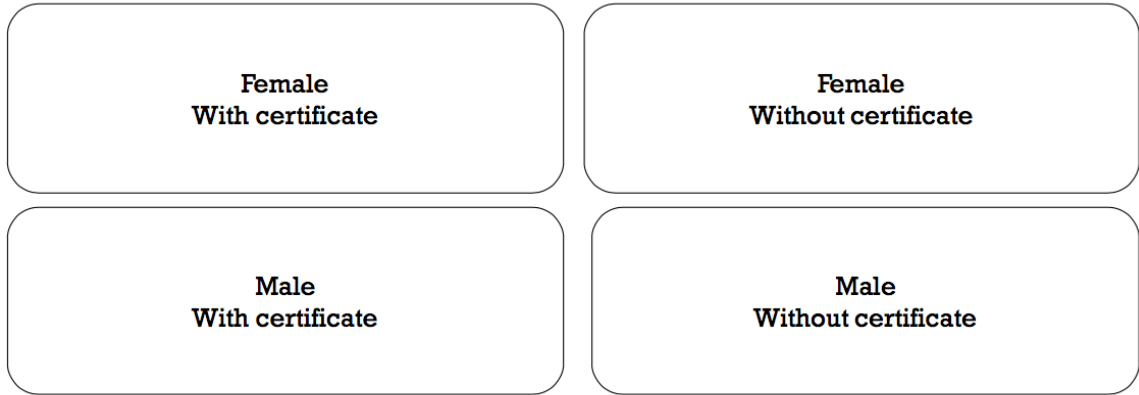 Female
With certificate
Female
Without certificate
Male
With certificate
Male
Without certificate